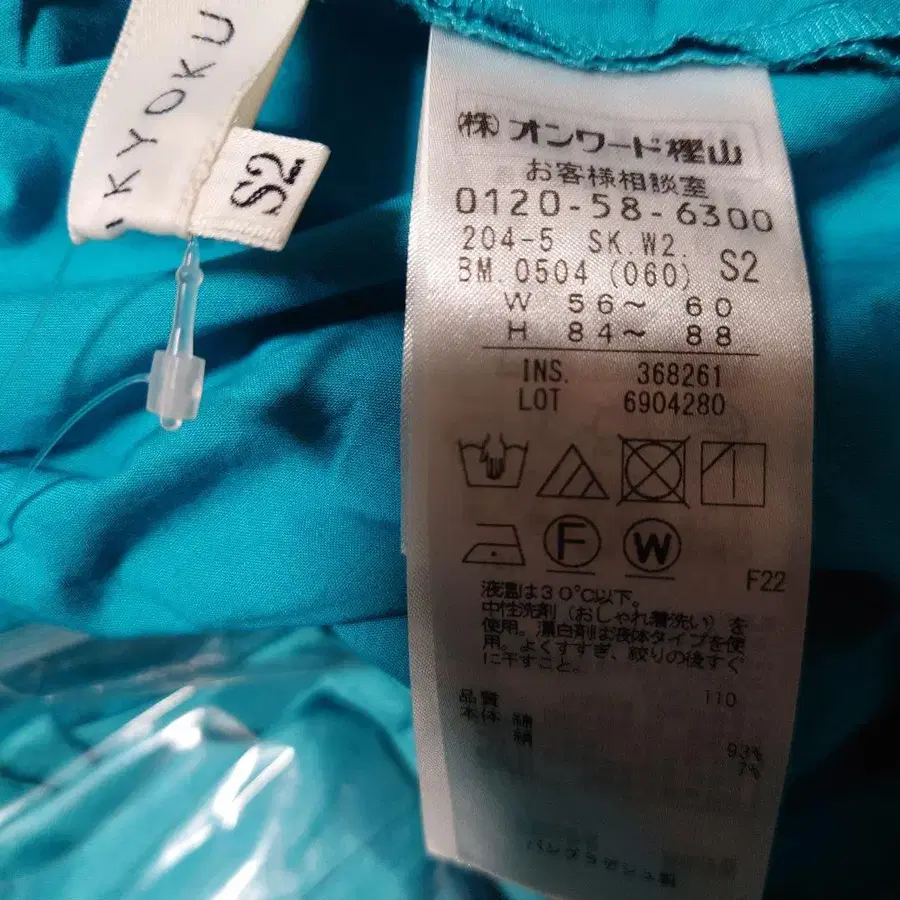 KYOKU
S2
(株)オンワード樫山
お客様相談室
0120-58-6300
204-5 SK.W2.
BM.0504 (060) S2
W 56～ 60
H 84～ 88
INS. 368261
LOT 6904280
F
W
F22
液温は30℃以下。
中性洗剤（おしゃれ着洗い）を
使用。漂白剤は液体タイプを使
用。よくすすぎ、絞りの後すぐ
に干すこと。
品質 110
本体 綿 93%
絹 7%